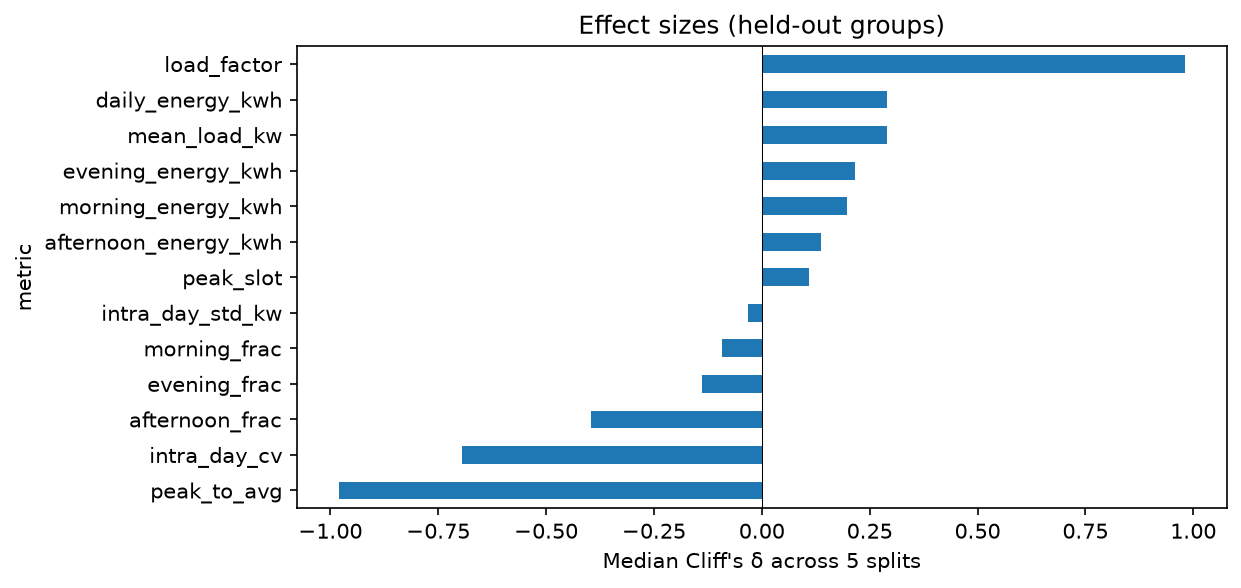 Effect sizes (held-out groups)
metric
load_factor
daily_energy_kwh
mean_load_kw
evening_energy_kwh
morning_energy_kwh
afternoon_energy_kwh
peak_slot
intra_day_std_kw
morning_frac
evening_frac
afternoon_frac
intra_day_cv
peak_to_avg
−1.00 −0.75 −0.50 −0.25 0.00 0.25 0.50 0.75 1.00
Median Cliff's δ across 5 splits